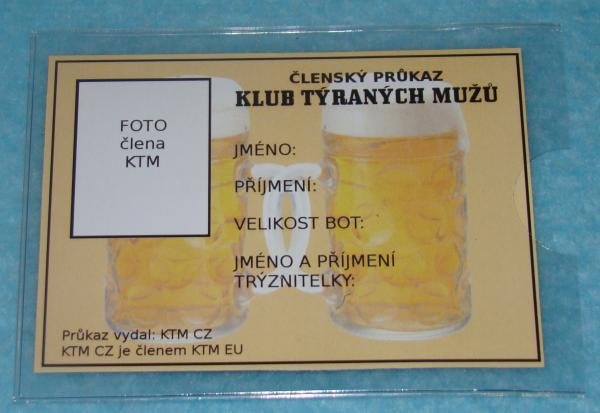 ČLENSKÝ PRŮKAZ
KLUB TÝRANÝCH MUŽŮ
FOTO
člena
KTM
JMÉNO:
PŘÍJMENÍ:
VELIKOST BOT:
JMÉNO A PŘÍJMENÍ
TRÝZNITELKY:
Průkaz vydal: KTM CZ
KTM CZ je členem KTM EU